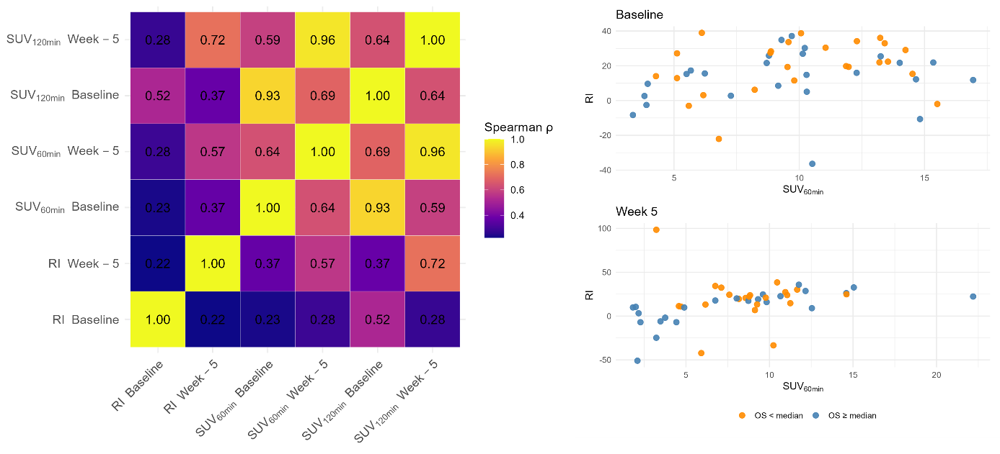 SUV120min Week − 5
0.28 0.72 0.59 0.96 0.64 1.00
SUV120min Baseline
0.52 0.37 0.93 0.69 1.00 0.64
SUV60min Week − 5
0.28 0.57 0.64 1.00 0.69 0.96
SUV60min Baseline
0.23 0.37 1.00 0.64 0.93 0.59
RI Week − 5
0.22 1.00 0.37 0.57 0.37 0.72
RI Baseline
1.00 0.22 0.23 0.28 0.52 0.28
RI Baseline
RI Week − 5
SUV60min Baseline
SUV60min Week − 5
SUV120min Baseline
SUV120min Week − 5
Spearman ρ
1.0
0.8
0.6
0.4
Baseline
RI
40
20
0
-20
-40
5 10 15
SUV60min
Week 5
RI
100
50
0
-50
5 10 15 20
SUV60min
OS < median OS ≥ median